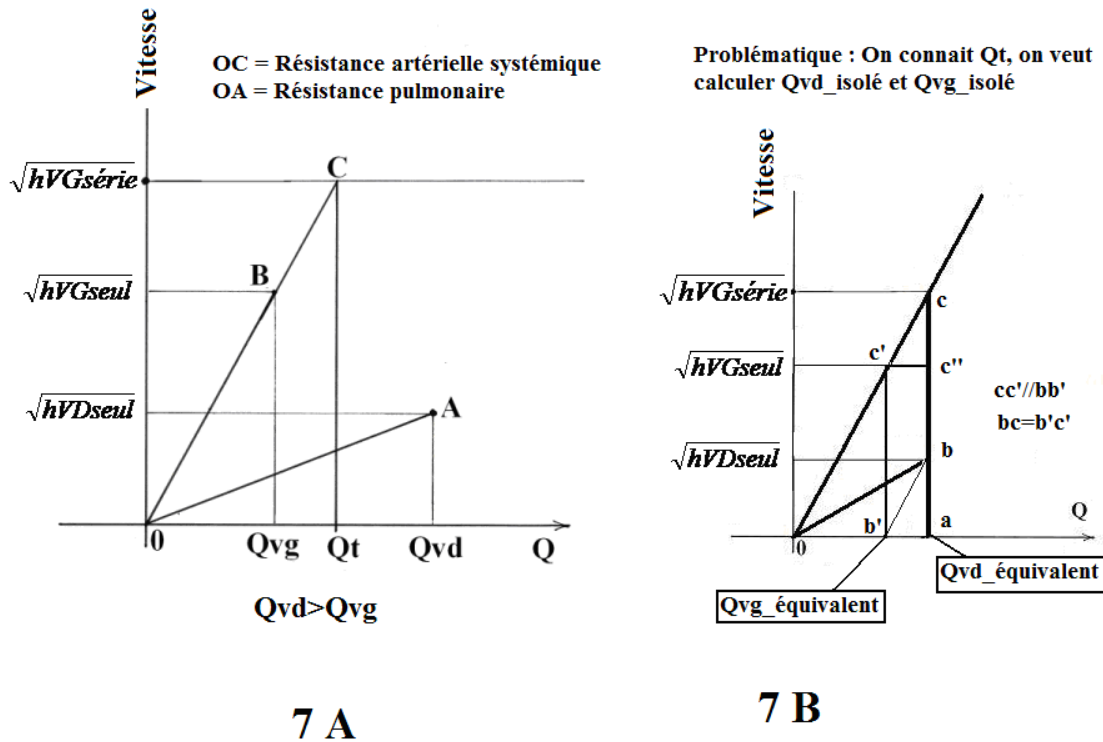 OC = Résistance artérielle systémique
OA = Résistance pulmonaire
Vitesse
√hVGsérie
√hVGseul
√hVDseul
C
B
A
0
Qvg
Qt
Qvd
Q
Qvd>Qvg
7 A
Problématique : On connait Qt, on veut
calculer Qvd_isolé et Qvg_isolé
Vitesse
√hVGsérie
√hVGseul
√hVDseul
c
c'
c''
cc'//bb'
bc=b'c'
b
b'
a
Q
0
Qvd_équivalent
Qvg_équivalent
7 B